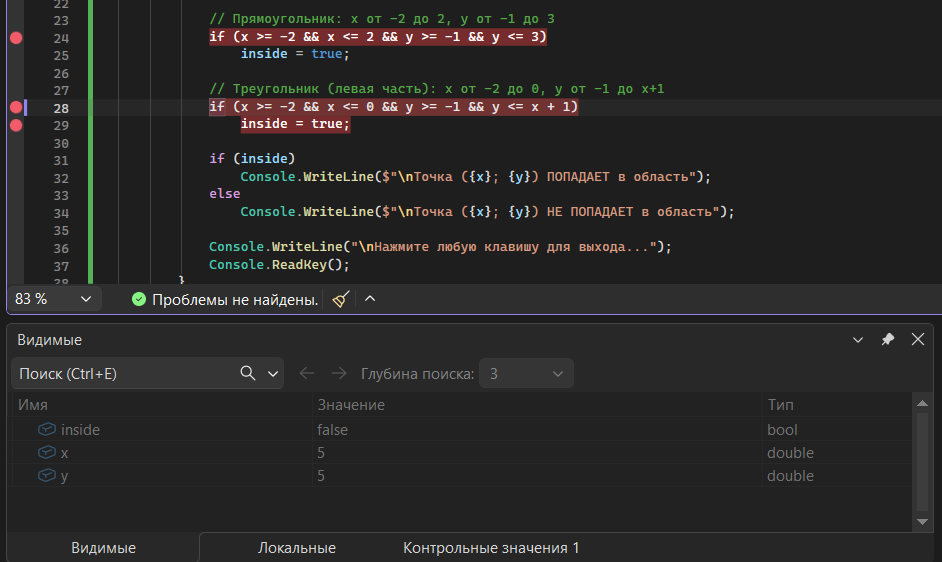 22
23 // Прямоугольник: x от -2 до 2, y от -1 до 3
24 if (x >= -2 && x <= 2 && y >= -1 && y <= 3)
25 inside = true;
26
27 // Треугольник (левая часть): x от -2 до 0, y от -1 до x+1
28 if (x >= -2 && x <= 0 && y >= -1 && y <= x + 1)
29 inside = true;
30
31 if (inside)
32 Console.WriteLine($"\nТочка ({x}; {y}) ПОПАДАЕТ в область");
33 else
34 Console.WriteLine($"\nТочка ({x}; {y}) НЕ ПОПАДАЕТ в область");
35
36 Console.WriteLine("\nНажмите любую клавишу для выхода...");
37 Console.ReadKey();
38 }
83 % Проблемы не найдены.
Видимые
Поиск (Ctrl+E) Глубина поиска: 3
Имя Значение Тип
inside false bool
x 5 double
y 5 double
Видимые Локальные Контрольные значения 1